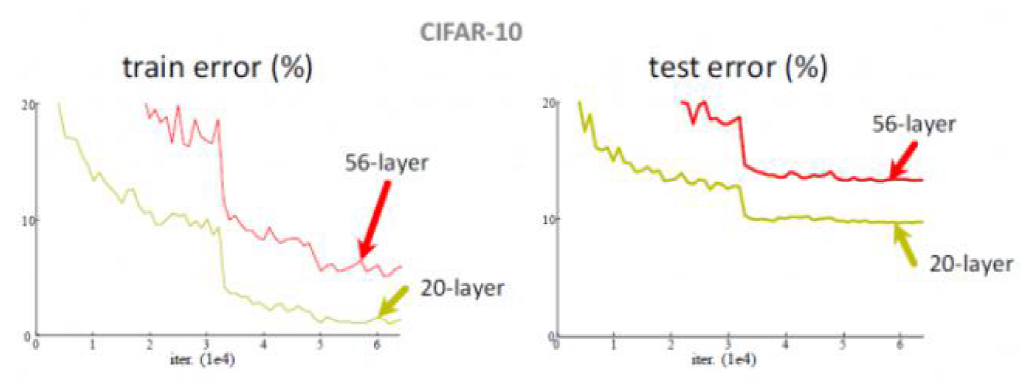 CIFAR-10
train error (%)
20
10
0
0 1 2 3 4 5 6
iter. (1e4)
56-layer
20-layer
test error (%)
20
10
0
0 1 2 3 4 5 6
iter. (1e4)
56-layer
20-layer